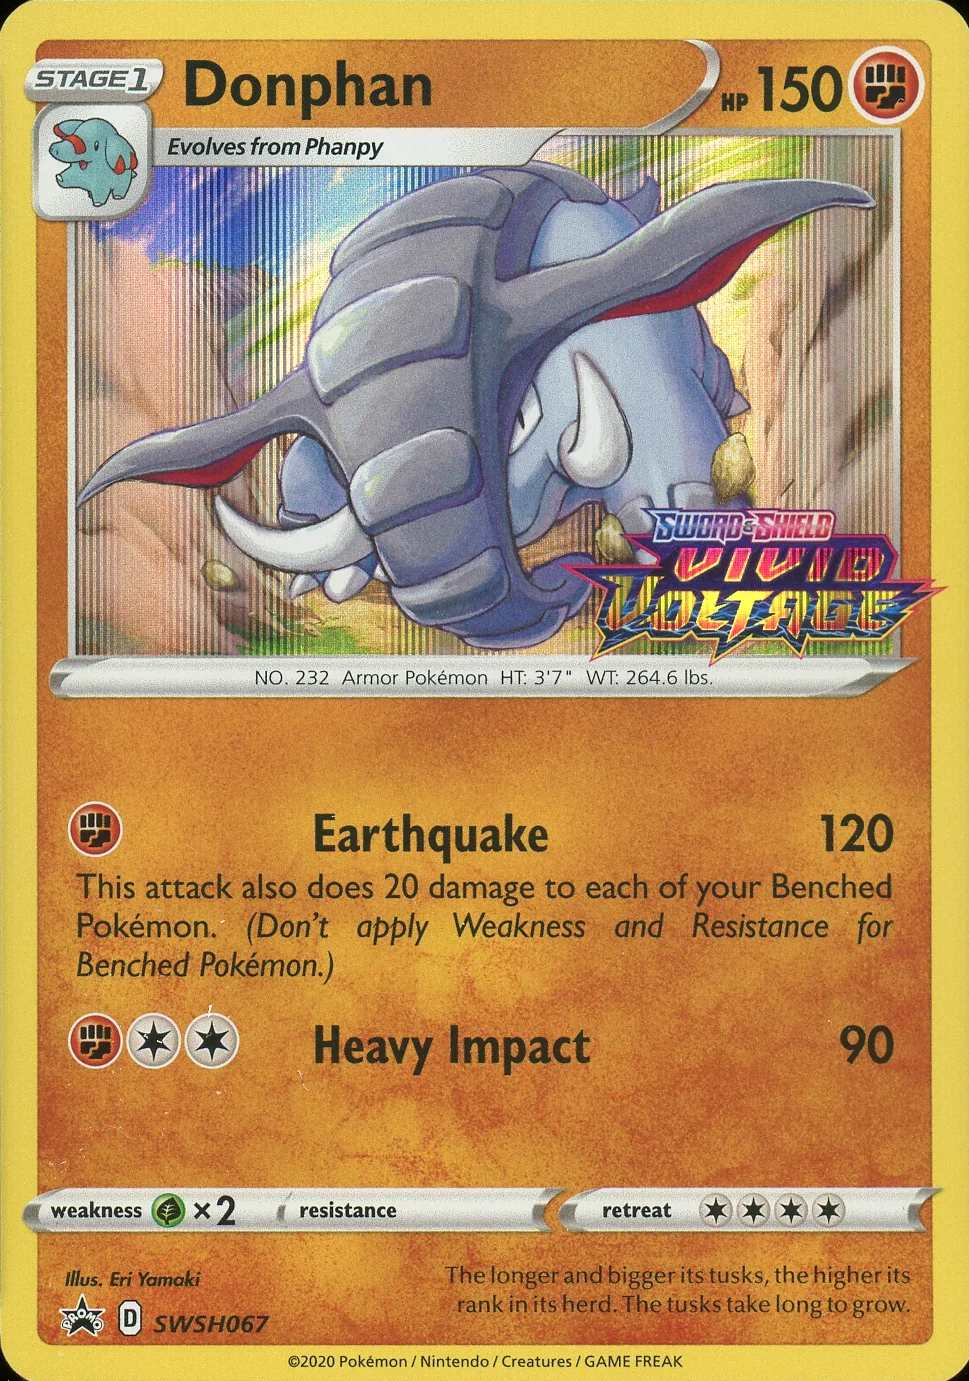 STAGE 1
Donphan
HP 150
Evolves from Phanpy
SWORD & SHIELD
VIVID
VOLTAGE
NO. 232 Armor Pokémon HT: 3'7" WT: 264.6 lbs.
Earthquake 120
This attack also does 20 damage to each of your Benched
Pokémon. (Don't apply Weakness and Resistance for
Benched Pokémon.)
Heavy Impact 90
weakness ×2 resistance retreat
Illus. Eri Yamaki
The longer and bigger its tusks, the higher its
rank in its herd. The tusks take long to grow.
PROMO D SWSH067
©2020 Pokémon / Nintendo / Creatures / GAME FREAK